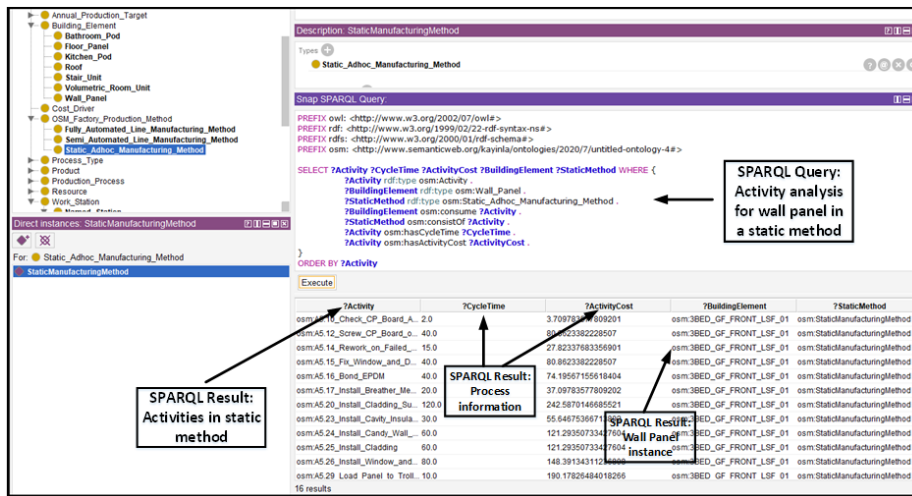 Annual_Production_Target
Building_Element
Bathroom_Pod
Floor_Panel
Kitchen_Pod
Roof
Stair_Unit
Volumetric_Room_Unit
Wall_Panel
Cost_Driver
OSM_Factory_Production_Method
Fully_Automated_Line_Manufacturing_Method
Semi_Automated_Line_Manufacturing_Method
Static_Adhoc_Manufacturing_Method
Process_Type
Product
Production_Process
Resource
Work_Station
Direct instances: StaticManufacturingMethod
For: Static_Adhoc_Manufacturing_Method
StaticManufacturingMethod
Description: StaticManufacturingMethod
Types
Static_Adhoc_Manufacturing_Method
Snap SPARQL Query:
PREFIX owl: <http://www.w3.org/2002/07/owl#>
PREFIX rdf: <http://www.w3.org/1999/02/22-rdf-syntax-ns#>
PREFIX rdfs: <http://www.w3.org/2000/01/rdf-schema#>
PREFIX osm: <http://www.semanticweb.org/kayinla/ontologies/2020/7/untitled-ontology-4#>
SELECT ?Activity ?CycleTime ?ActivityCost ?BuildingElement ?StaticMethod WHERE {
?Activity rdf:type osm:Activity .
?BuildingElement rdf:type osm:Wall_Panel .
?StaticMethod rdf:type osm:Static_Adhoc_Manufacturing_Method .
?BuildingElement osm:consume ?Activity .
?StaticMethod osm:consistOf ?Activity .
?Activity osm:hasCycleTime ?CycleTime .
?Activity osm:hasActivityCost ?ActivityCost .
}
ORDER BY ?Activity
SPARQL Query:
Activity analysis
for wall panel in
a static method
Execute
?Activity ?CycleTime ?ActivityCost ?BuildingElement ?StaticMethod
Check_CP_Board_A... 2.0 osm:3BED_GF_FRONT_LSF_01 osm:StaticManufacturingMethod
osm:A5.12_Screw_CP_Board_o... 40.0 osm:3BED_GF_FRONT_LSF_01 osm:StaticManufacturingMethod
osm:A5.14_Rework_on_Failed_... 15.0 27.82337683356901 osm:3BED_GF_FRONT_LSF_01 osm:StaticManufacturingMethod
osm:A5.15_Fix_Window_and_D... 40.0 80.8623382228507 osm:3BED_GF_FRONT_LSF_01 osm:StaticManufacturingMethod
osm:A5.16_Bond_EPDM 40.0 74.19567155618404 osm:3BED_GF_FRONT_LSF_01 osm:StaticManufacturingMethod
osm:A5.17_Install_Breather_Me... 20.0 37.09783577809202 osm:3BED_GF_FRONT_LSF_01 osm:StaticManufacturingMethod
osm:A5.20_Install_Cladding_Su... 120.0 242.5870146685521 osm:3BED_GF_FRONT_LSF_01 osm:StaticManufacturingMethod
osm:A5.23_Install_Cavity_Insula... 30.0 osm:3BED_GF_FRONT_LSF_01 osm:StaticManufacturingMethod
osm:A5.24_Install_Candy_Wall_... 60.0 121.29350733427604 osm:3BED_GF_FRONT_LSF_01 osm:StaticManufacturingMethod
osm:A5.25_Install_Cladding 60.0 121.29350733427604 osm:3BED_GF_FRONT_LSF_01 osm:StaticManufacturingMethod
osm:A5.26_Install_Window_and... 80.0 osm:3BED_GF_FRONT_LSF_01 osm:StaticManufacturingMethod
osm:A5.29_Load_Panel_to_Troll... 10.0 190.17826484018266 osm:3BED_GF_FRONT_LSF_01 osm:StaticManufacturingMethod
16 results
SPARQL Result:
Activities in static
method
SPARQL Result:
Process
information
SPARQL Result:
Wall Panel
instance